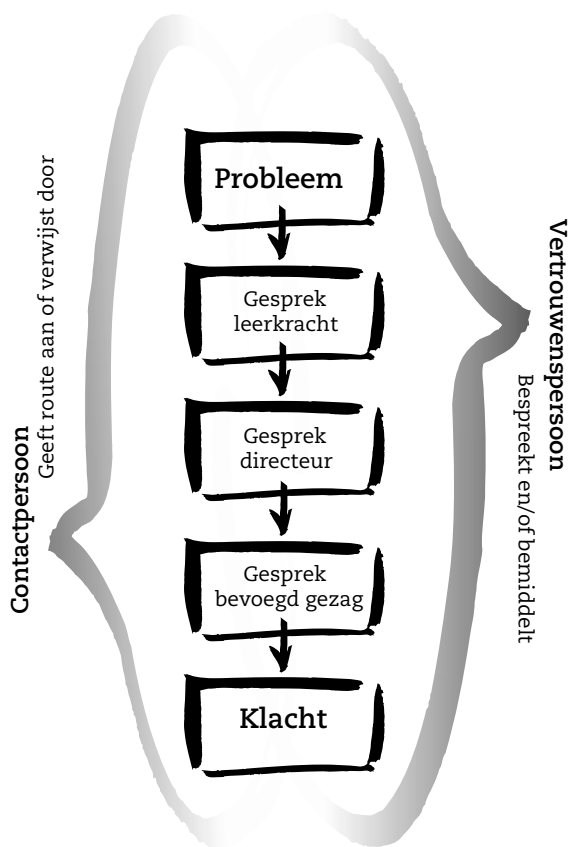 Probleem
Gesprek
leerkracht
Gesprek
directeur
Gesprek
bevoegd gezag
Klacht
Contactpersoon
Geeft route aan of verwijst door
Vertrouwenspersoon
Bespreekt en/of bemiddelt